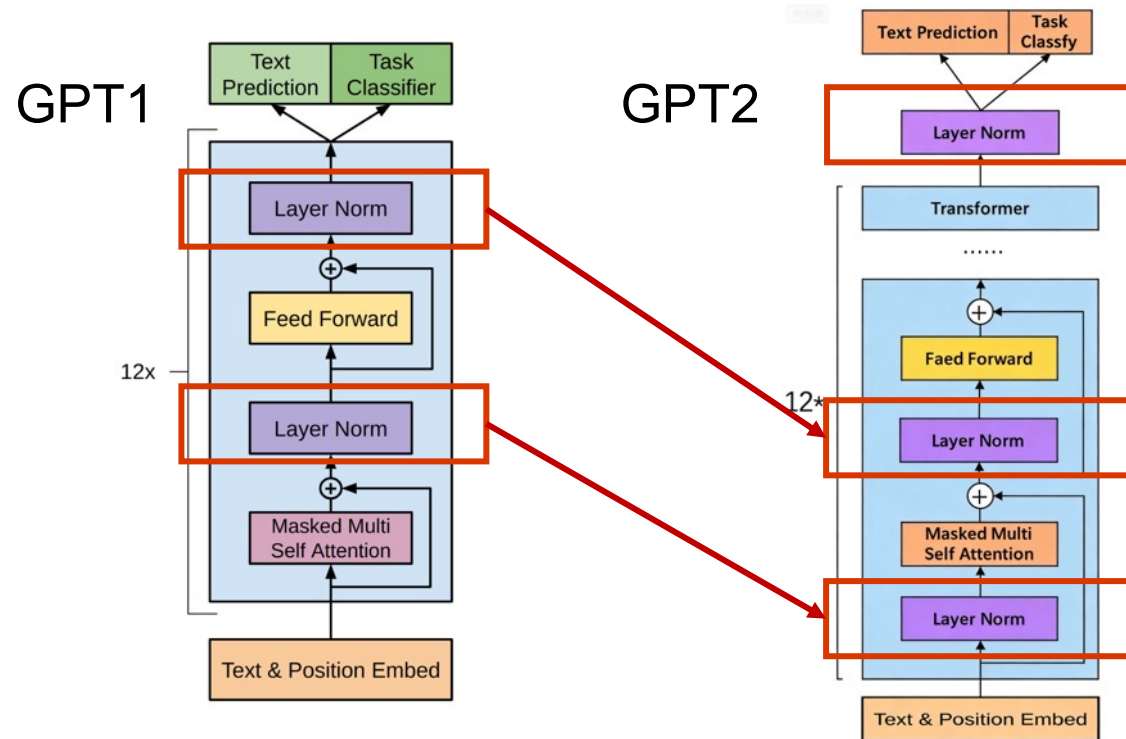 GPT1
Text
Prediction
Task
Classifier
Layer Norm
Feed Forward
12x
Layer Norm
Masked Multi
Self Attention
Text & Position Embed
GPT2
Text Prediction
Task
Classfy
Layer Norm
Transformer
......
Faed Forward
12*
Layer Norm
Masked Multi
Self Attention
Layer Norm
Text & Position Embed